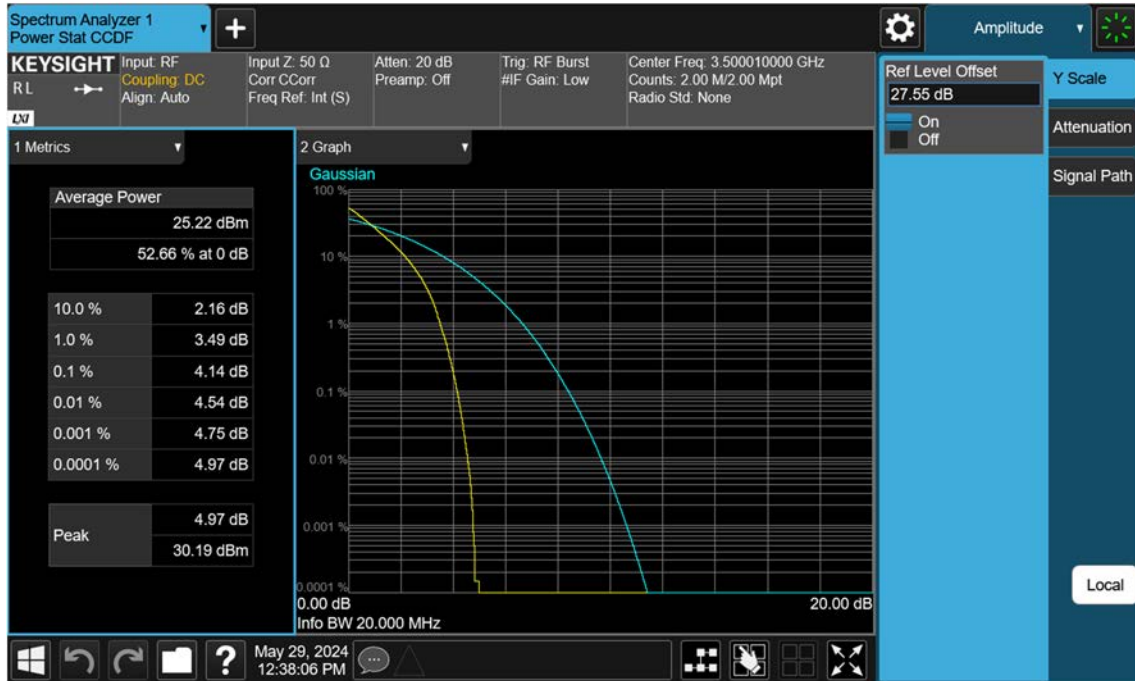 Spectrum Analyzer 1
Power Stat CCDF
+
Amplitude
KEYSIGHT
R L
LXI
Input: RF
Coupling: DC
Align: Auto
Input Z: 50 Ω
Corr CCorr
Freq Ref: Int (S)
Atten: 20 dB
Preamp: Off
Trig: RF Burst
#IF Gain: Low
Center Freq: 3.500010000 GHz
Counts: 2.00 M/2.00 Mpt
Radio Std: None
Ref Level Offset
27.55 dB
On
Off
Y Scale
Attenuation
Signal Path
1 Metrics
Average Power
25.22 dBm
52.66 % at 0 dB
10.0 % 2.16 dB
1.0 % 3.49 dB
0.1 % 4.14 dB
0.01 % 4.54 dB
0.001 % 4.75 dB
0.0001 % 4.97 dB
Peak
4.97 dB
30.19 dBm
2 Graph
Gaussian
100 %
10 %
1 %
0.1 %
0.01 %
0.001 %
0.0001 %
0.00 dB 20.00 dB
Info BW 20.000 MHz
Local
?
May 29, 2024
12:38:06 PM